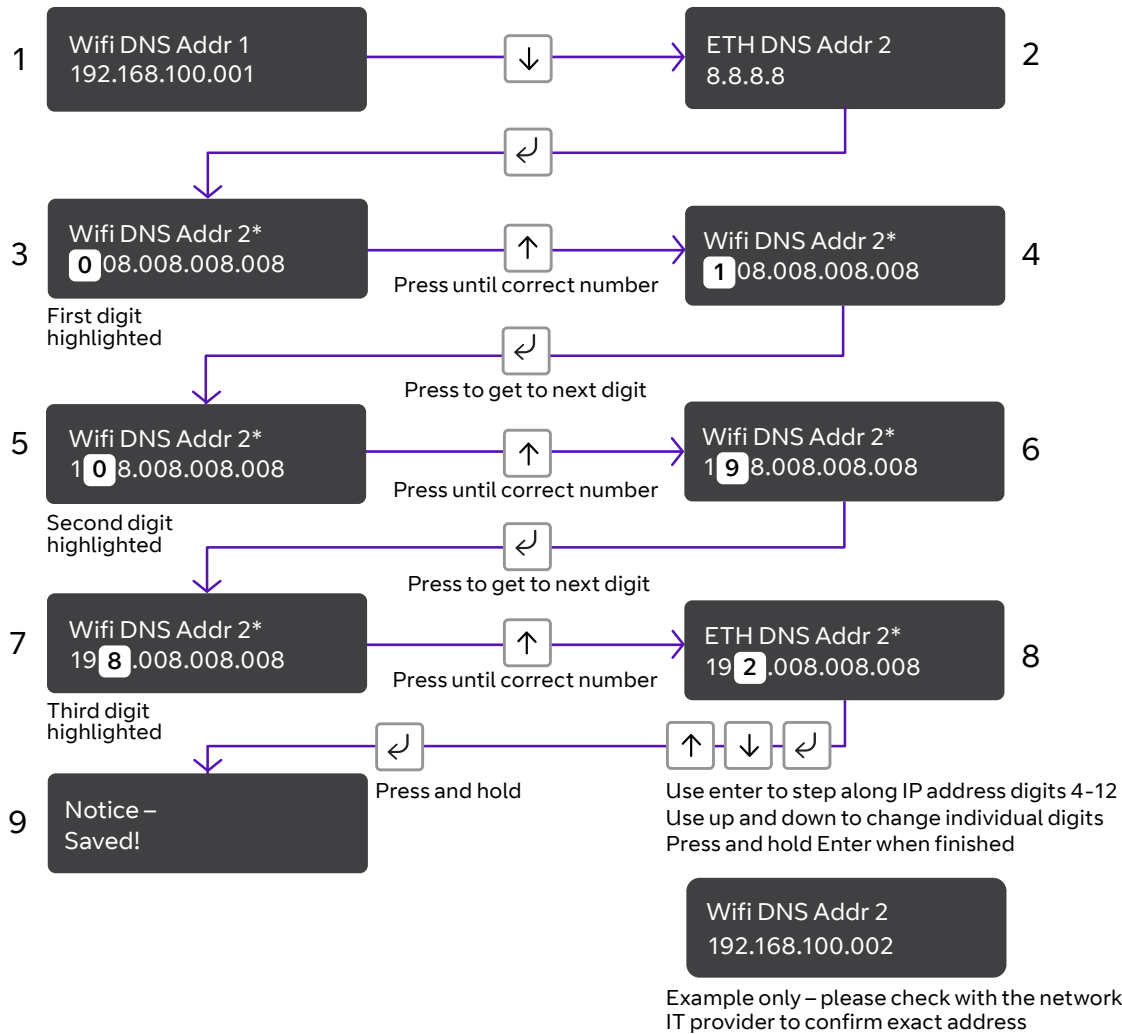 1
Wifi DNS Addr 1
192.168.100.001
ETH DNS Addr 2
8.8.8.8
2
3
Wifi DNS Addr 2*
008.008.008.008
First digit
highlighted
Press until correct number
Wifi DNS Addr 2*
108.008.008.008
4
Press to get to next digit
5
Wifi DNS Addr 2*
108.008.008.008
Second digit
highlighted
Press until correct number
Wifi DNS Addr 2*
198.008.008.008
6
Press to get to next digit
7
Wifi DNS Addr 2*
198.008.008.008
Third digit
highlighted
Press until correct number
ETH DNS Addr 2*
192.008.008.008
8
Press and hold
Use enter to step along IP address digits 4-12
Use up and down to change individual digits
Press and hold Enter when finished
9
Notice –
Saved!
Wifi DNS Addr 2
192.168.100.002
Example only – please check with the network
IT provider to confirm exact address